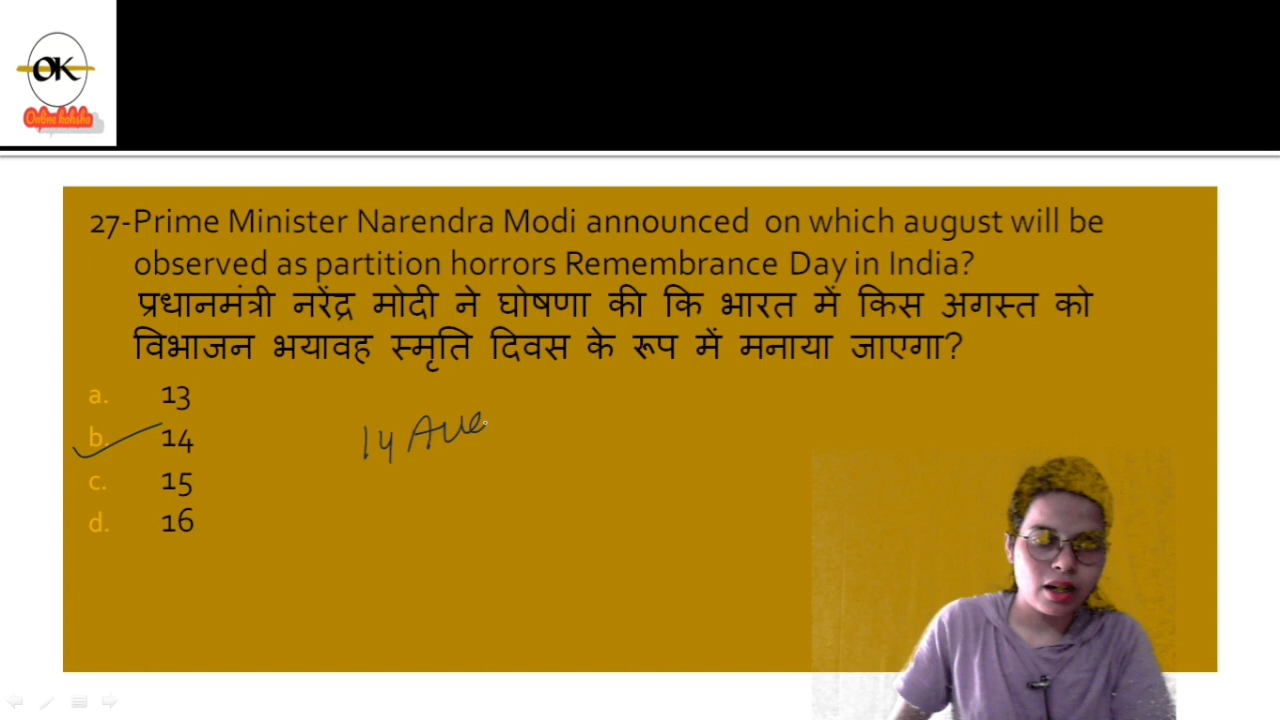 OK
Online kaksha
27-Prime Minister Narendra Modi announced on which august will be
observed as partition horrors Remembrance Day in India?
प्रधानमंत्री नरेंद्र मोदी ने घोषणा की कि भारत में किस अगस्त को
विभाजन भयावह स्मृति दिवस के रूप में मनाया जाएगा?
a. 13
b. 14 14 Aug
c. 15
d. 16